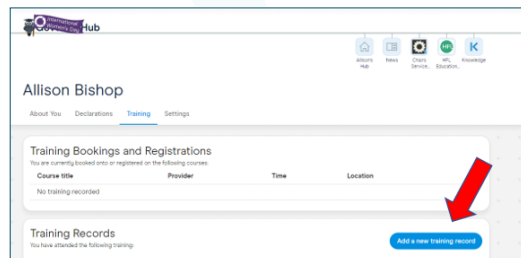 International
Women's Day
Hub
Allison's Hub
News
Chairs Service..
HFL Education..
Knowledge
Allison Bishop
About You Declarations Training Settings
Training Bookings and Registrations
You are currently booked onto or registered on the following courses:
Course title Provider Time Location
No training recorded
Training Records
You have attended the following training:
Add a new training record